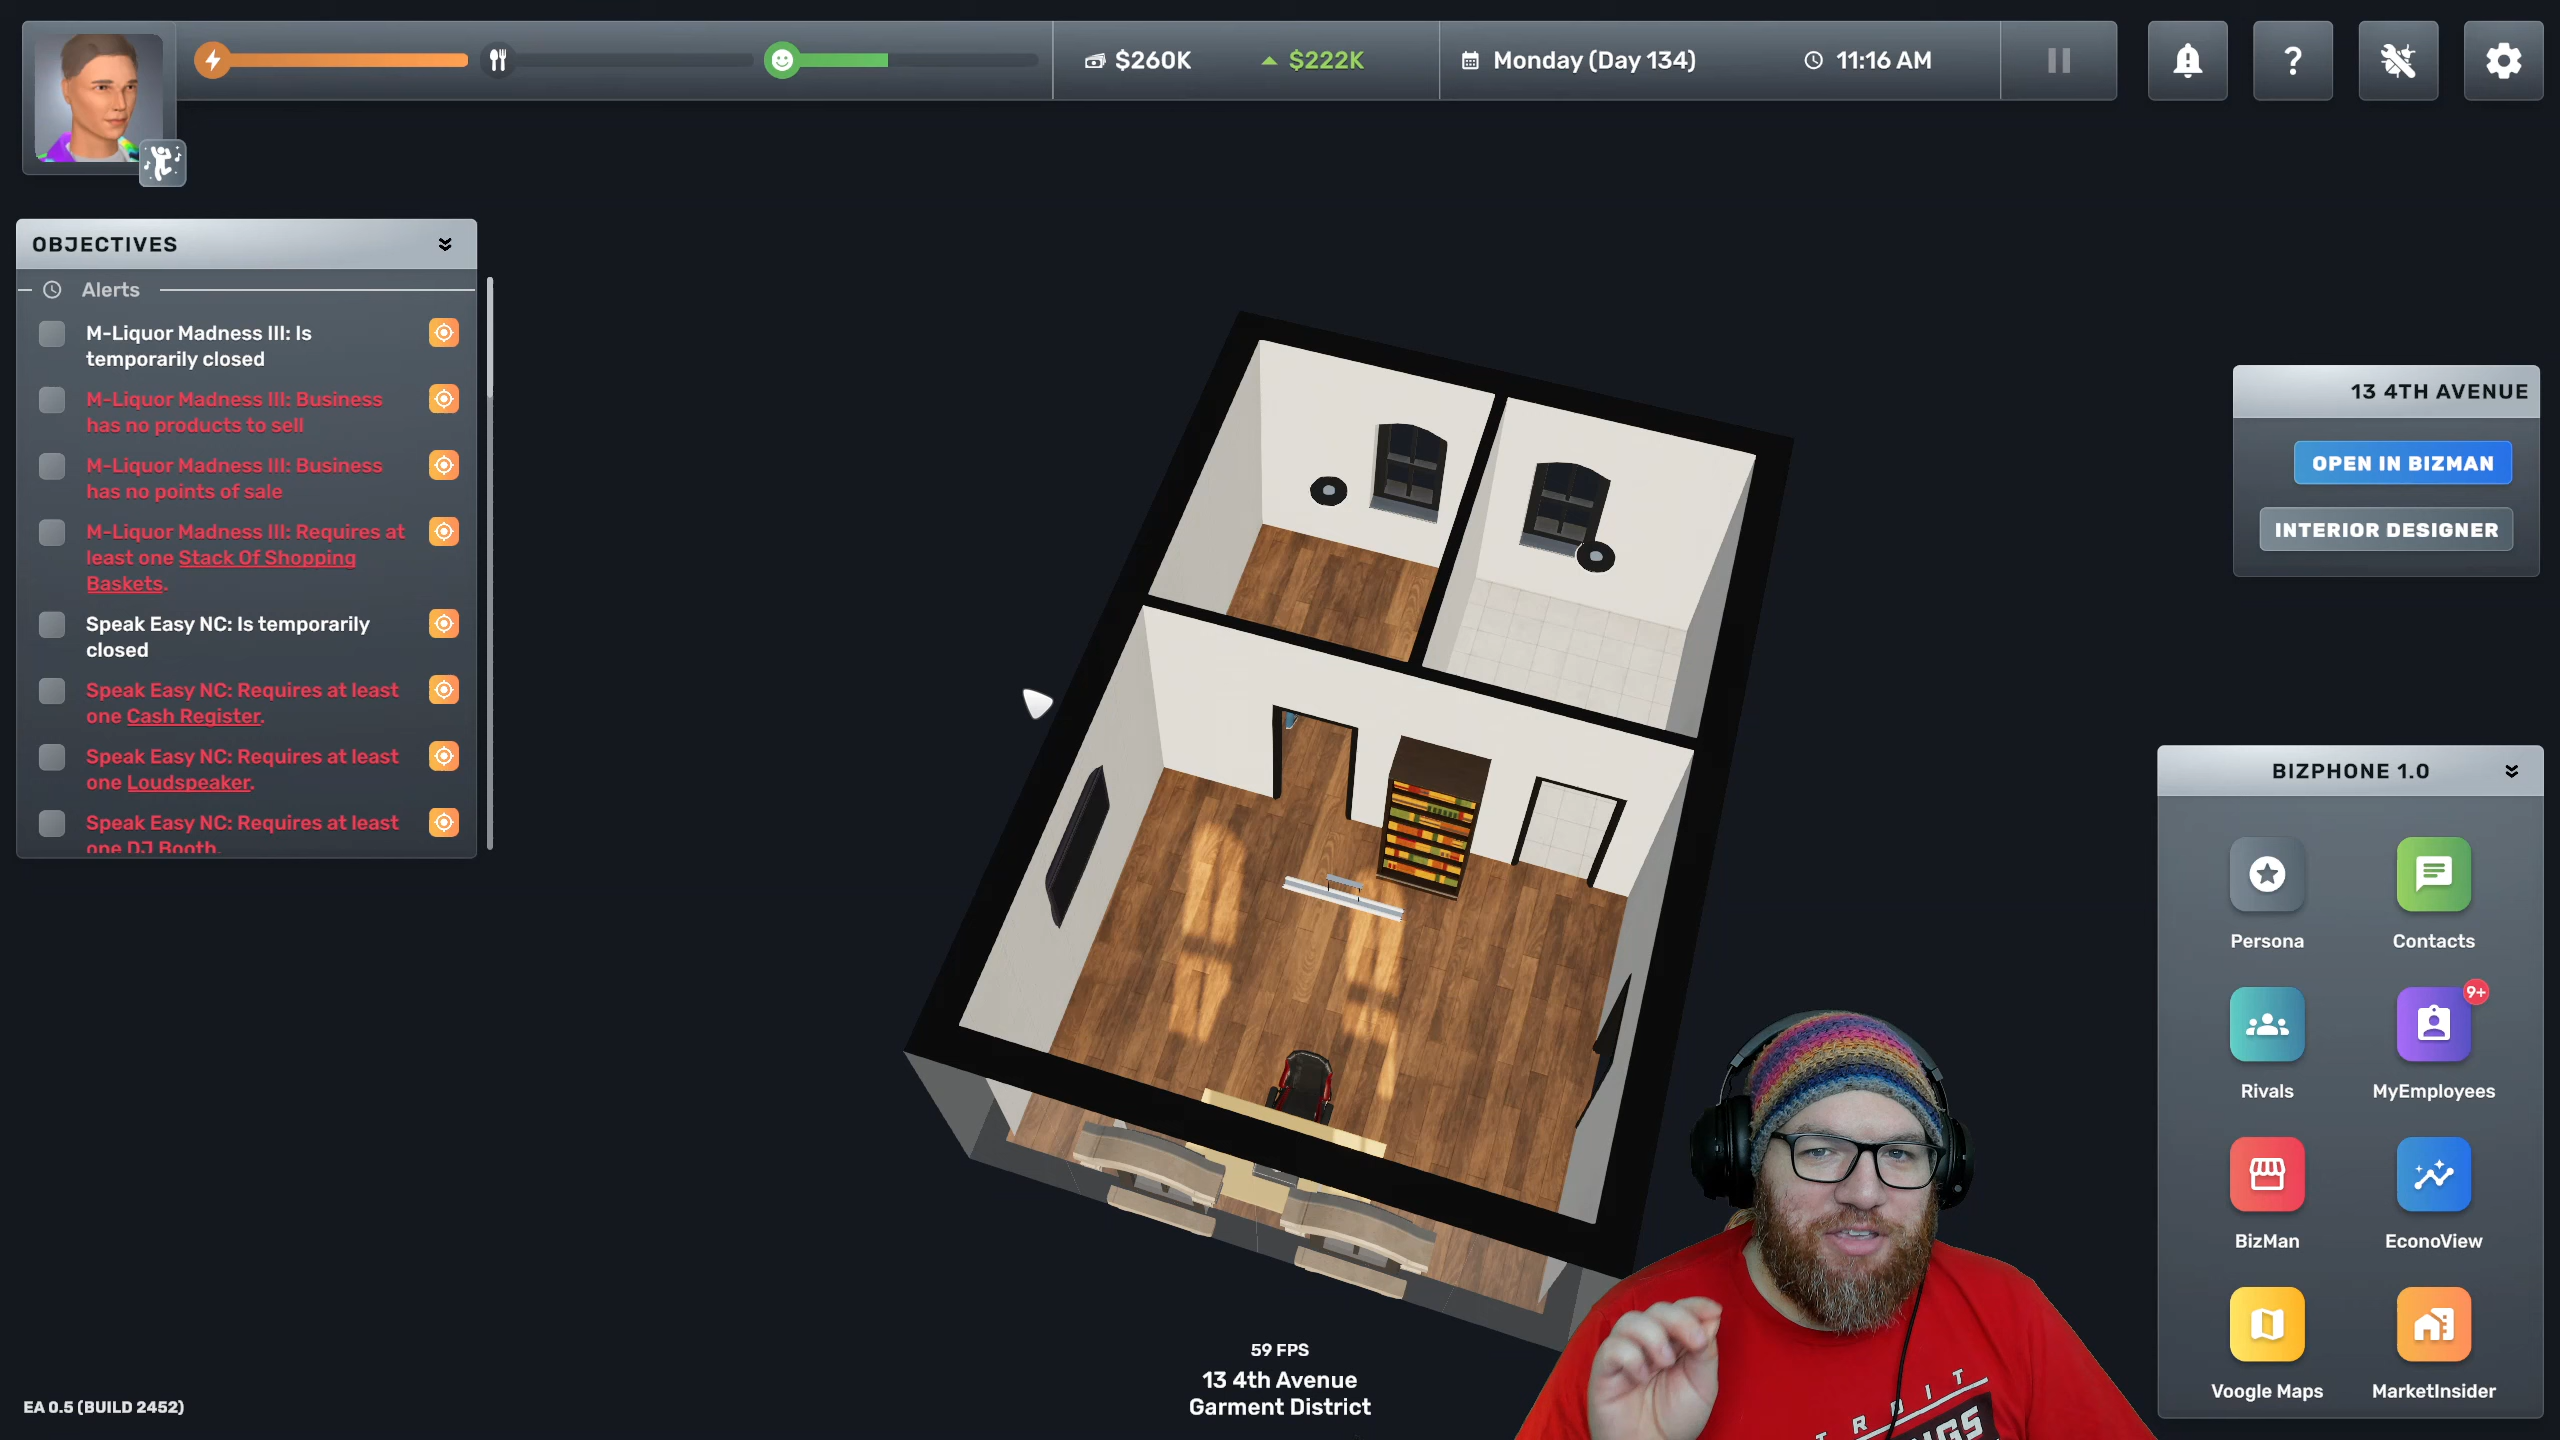 $260K
$222K
Monday (Day 134)
11:16 AM
?
OBJECTIVES
Alerts
M-Liquor Madness III: Is
temporarily closed
M-Liquor Madness III: Business
has no products to sell
M-Liquor Madness III: Business
has no points of sale
M-Liquor Madness III: Requires at
least one Stack Of Shopping
Baskets.
Speak Easy NC: Is temporarily
closed
Speak Easy NC: Requires at least
one Cash Register.
Speak Easy NC: Requires at least
one Loudspeaker.
Speak Easy NC: Requires at least
one DJ Booth.
13 4TH AVENUE
OPEN IN BIZMAN
INTERIOR DESIGNER
BIZPHONE 1.0
Persona
Contacts
9+
Rivals
MyEmployees
BizMan
EconoView
Voogle Maps
MarketInsider
59 FPS
13 4th Avenue
Garment District
EA 0.5 (BUILD 2452)